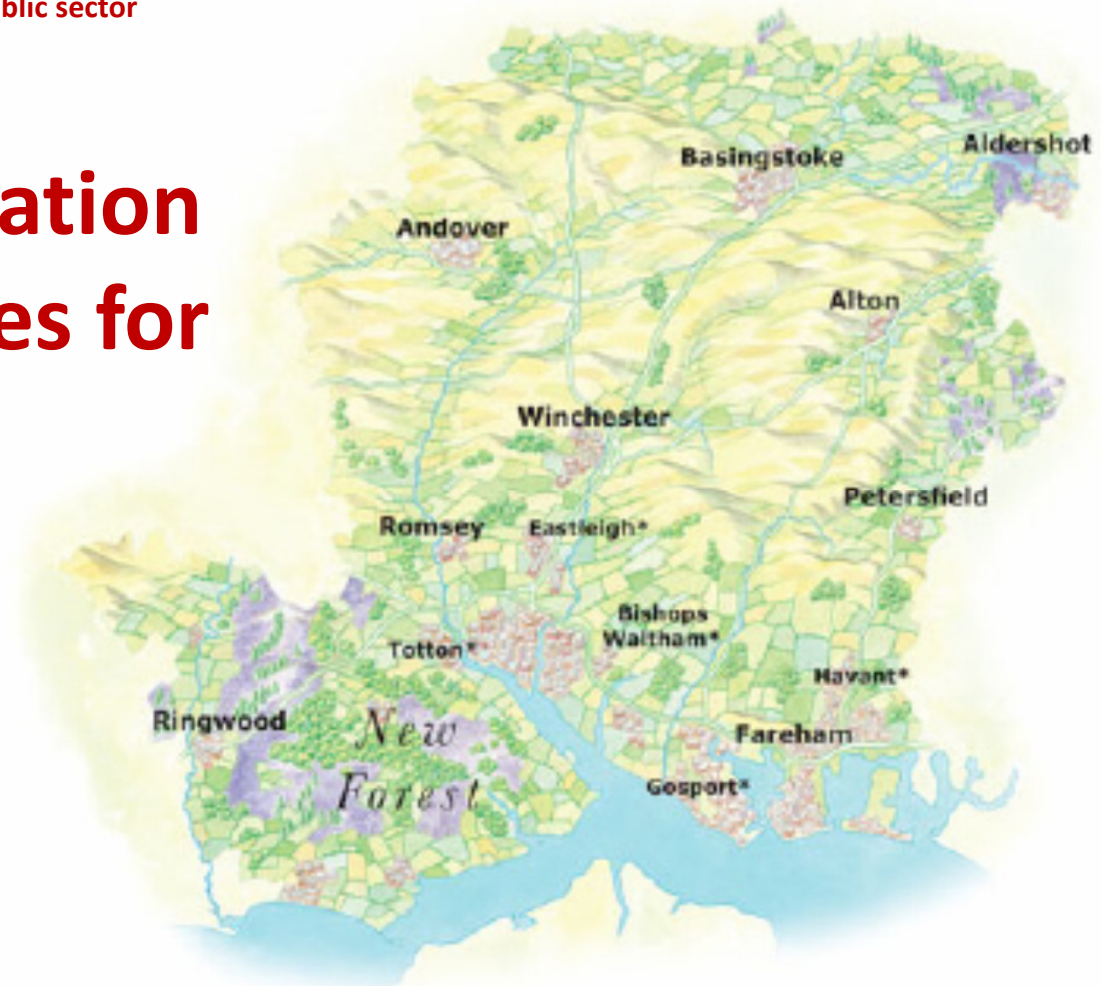 blic sector
ation
es for
Basingstoke
Aldershot
Andover
Alton
Winchester
Petersfield
Romsey
Eastleigh*
Bishops
Waltham*
Totton*
Havant*
Ringwood
New
Forest
Fareham
Gosport*